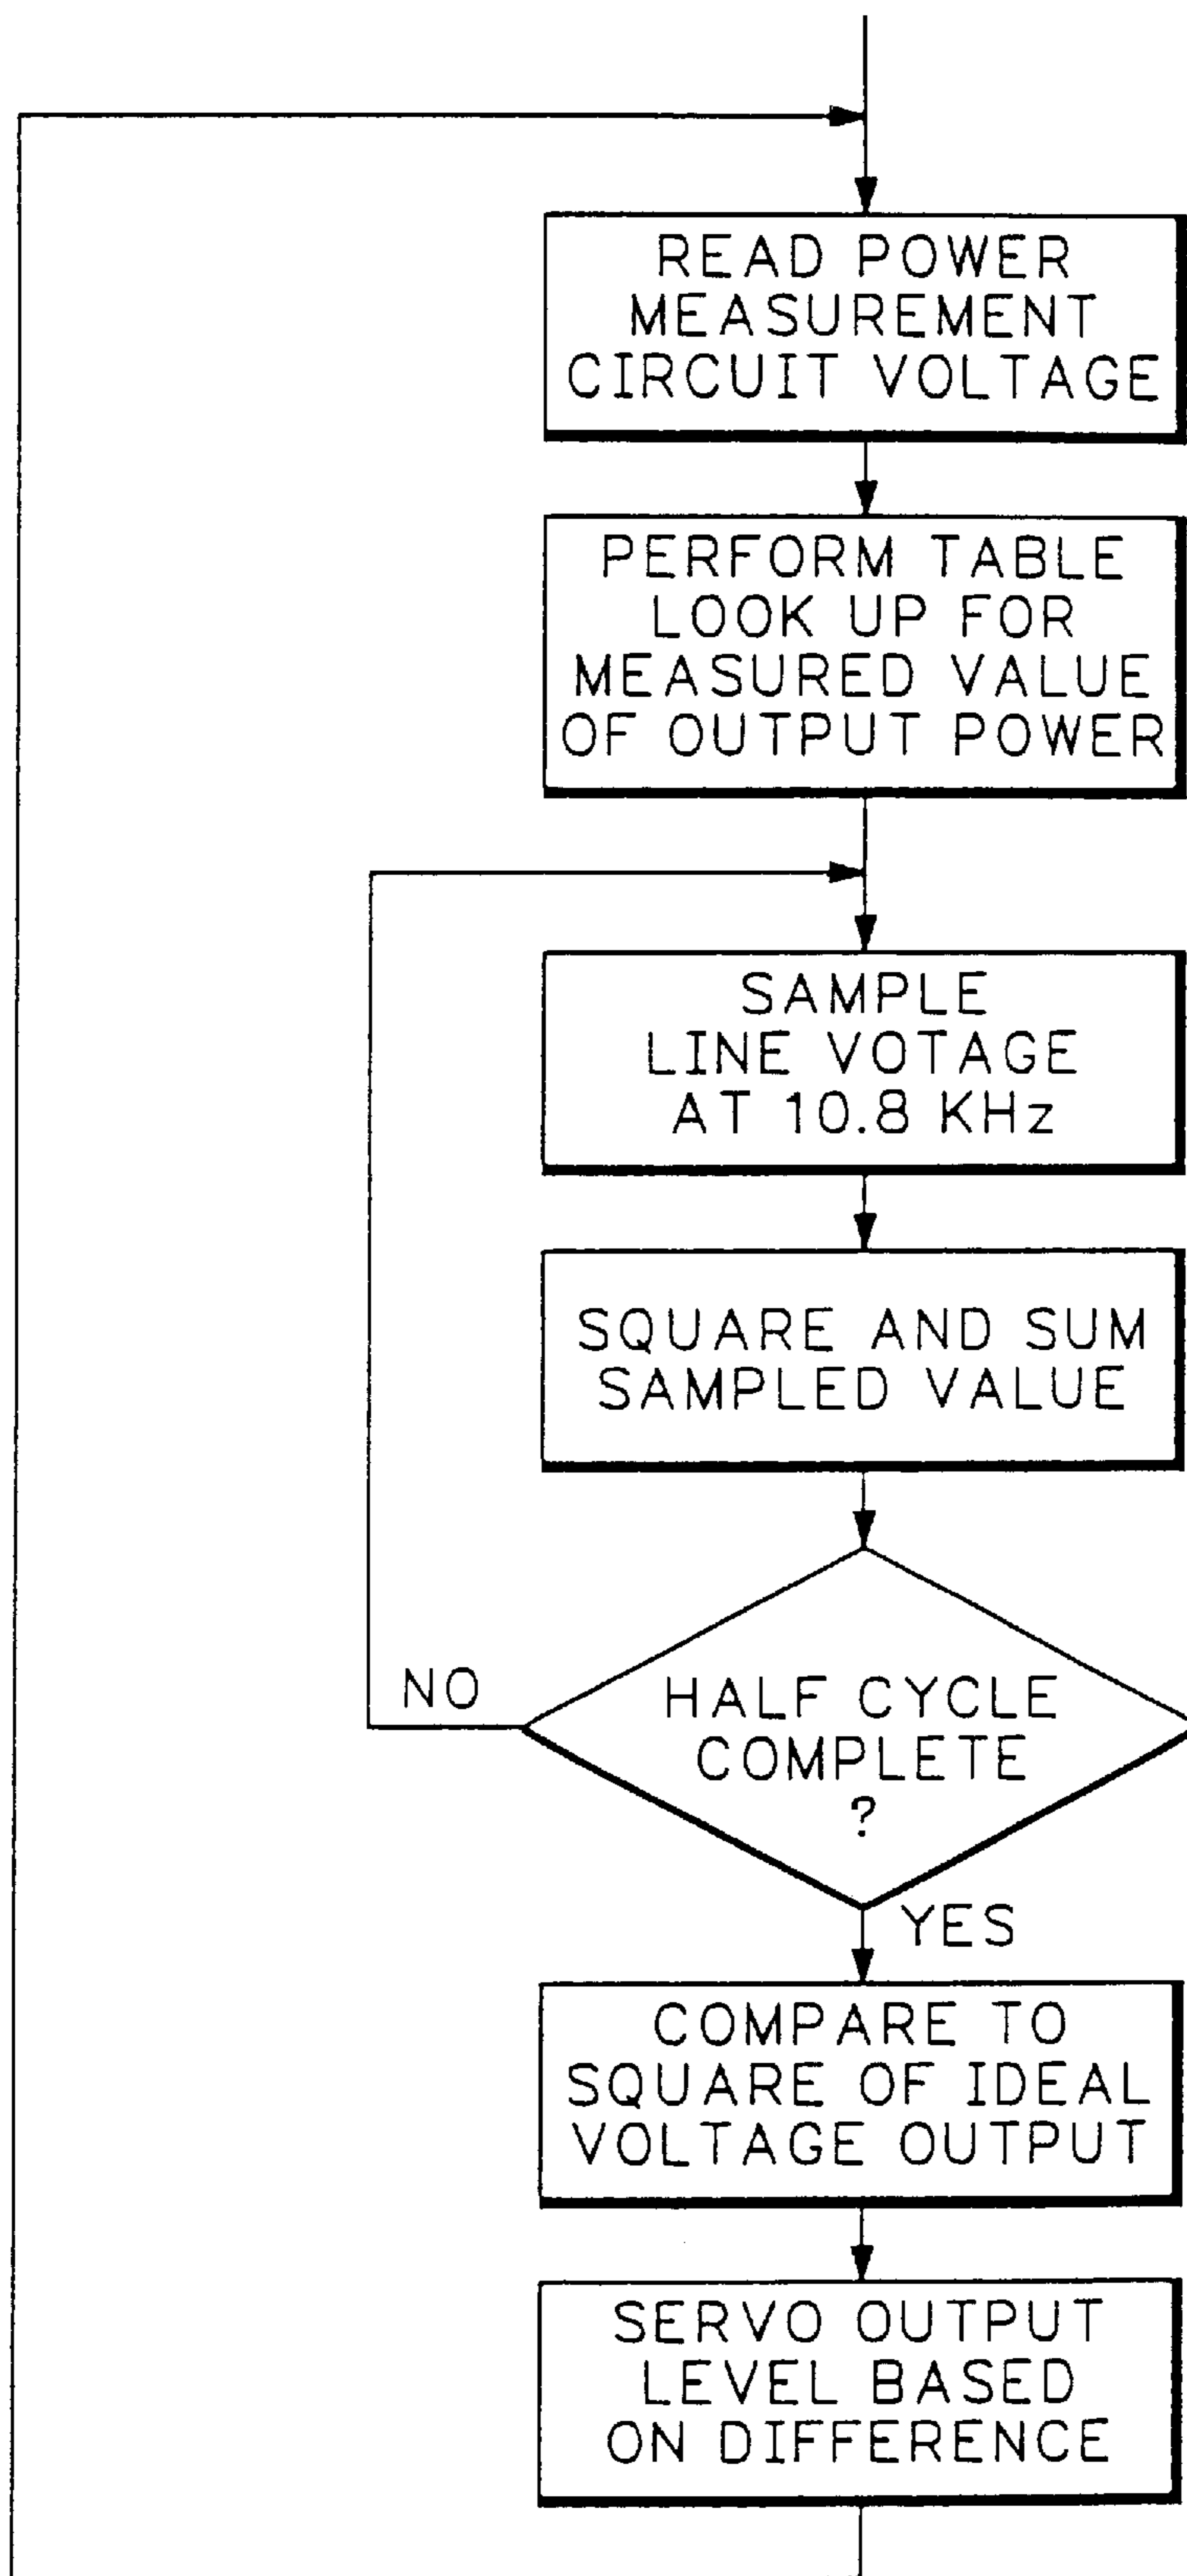 READ POWER
MEASUREMENT
CIRCUIT VOLTAGE
PERFORM TABLE
LOOK UP FOR
MEASURED VALUE
OF OUTPUT POWER
SAMPLE
LINE VOTAGE
AT 10.8 KHz
SQUARE AND SUM
SAMPLED VALUE
NO
HALF CYCLE
COMPLETE
?
YES
COMPARE TO
SQUARE OF IDEAL
VOLTAGE OUTPUT
SERVO OUTPUT
LEVEL BASED
ON DIFFERENCE